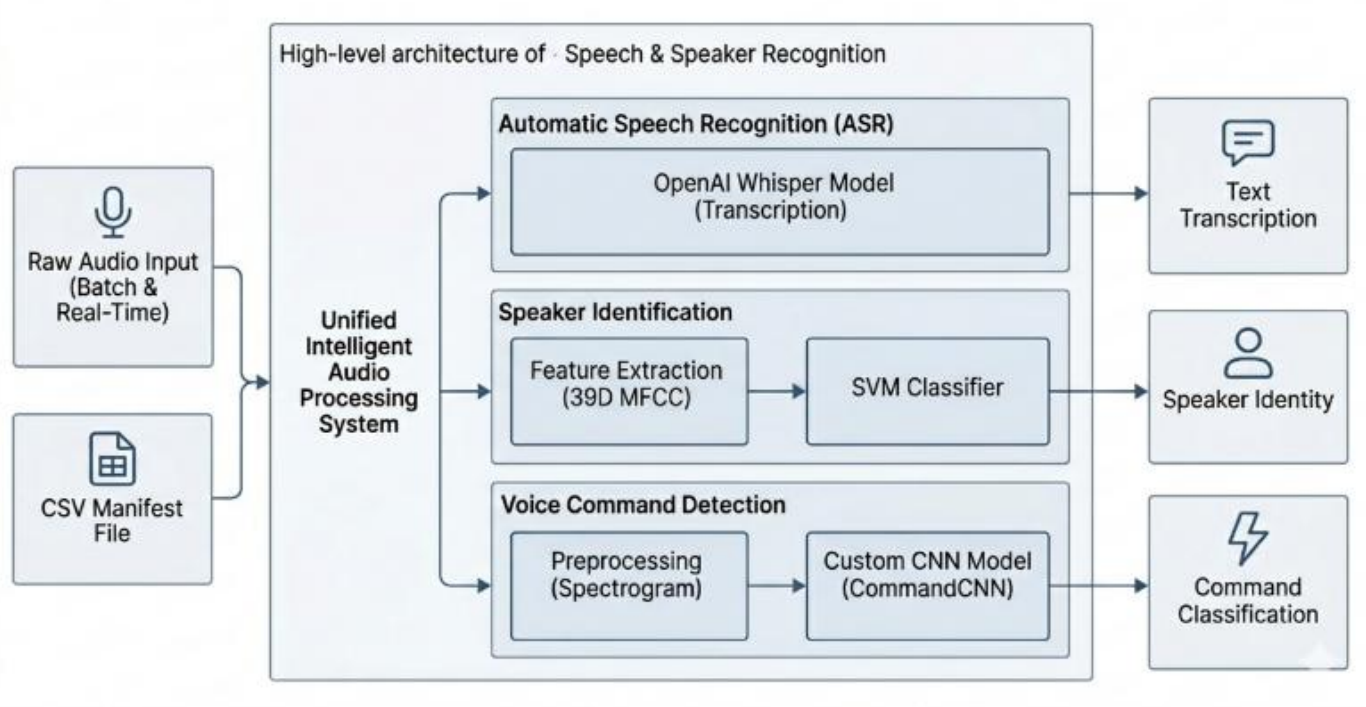 High-level architecture of · Speech & Speaker Recognition
Raw Audio Input
(Batch &
Real-Time)
CSV Manifest
File
Unified
Intelligent
Audio
Processing
System
Automatic Speech Recognition (ASR)
OpenAI Whisper Model
(Transcription)
Speaker Identification
Feature Extraction
(39D MFCC)
SVM Classifier
Voice Command Detection
Preprocessing
(Spectrogram)
Custom CNN Model
(CommandCNN)
Text
Transcription
Speaker Identity
Command
Classification